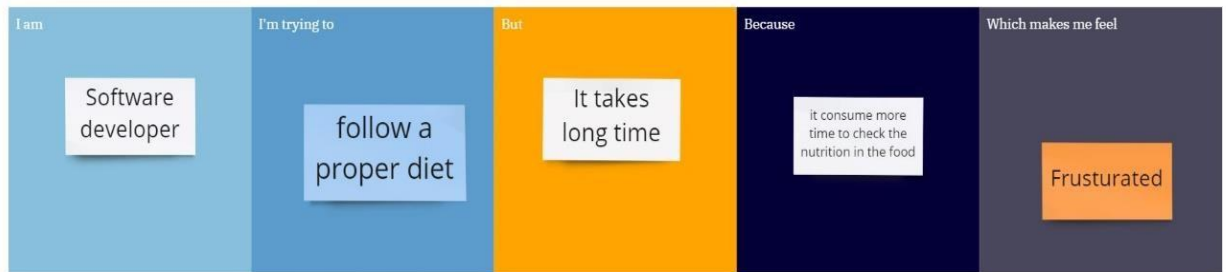 I am
Software
developer
I'm trying to
follow a
proper diet
But
It takes
long time
Because
it consume more
time to check the
nutrition in the food
Which makes me feel
Frusturated